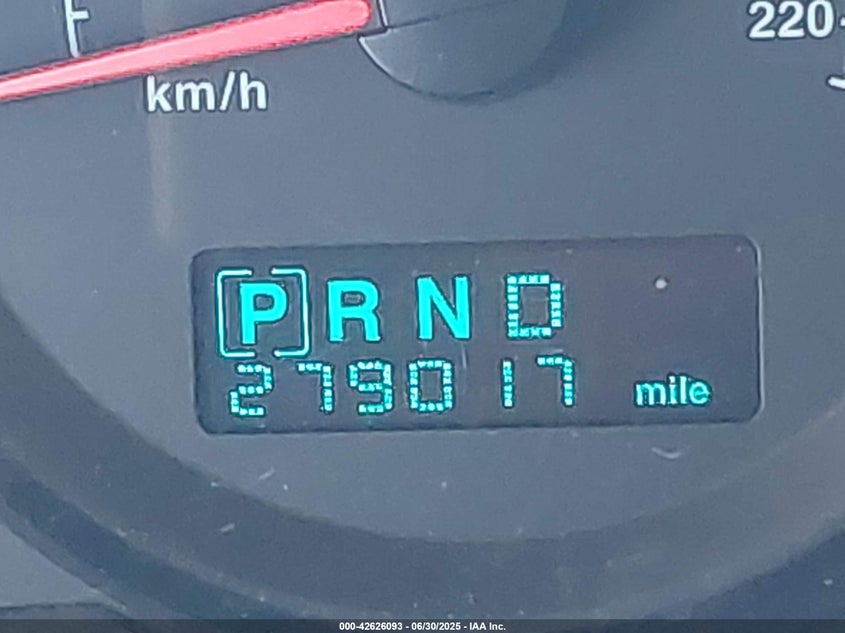 220
km/h
[P] R N D
279017 mile
000-42626093 - 06/30/2025 - IAA Inc.